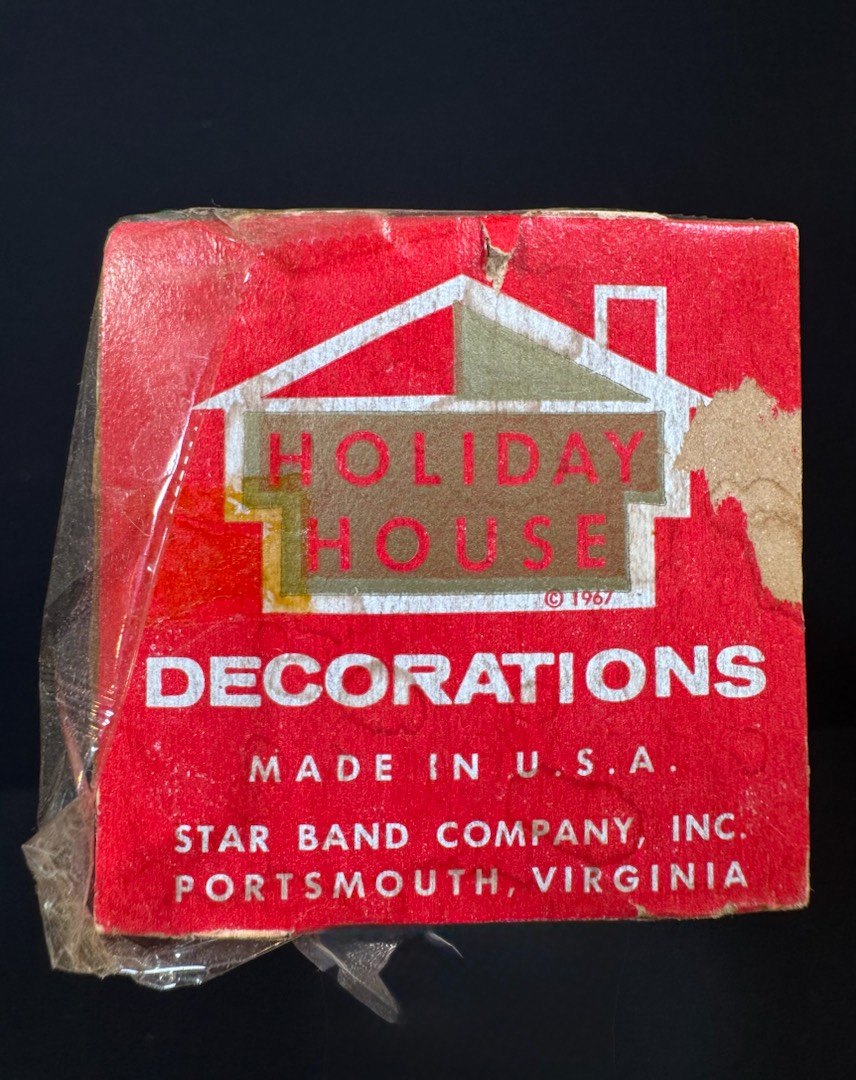 HOLIDAY
HOUSE
© 1967
DECORATIONS
MADE IN U.S.A.
STAR BAND COMPANY, INC.
PORTSMOUTH, VIRGINIA